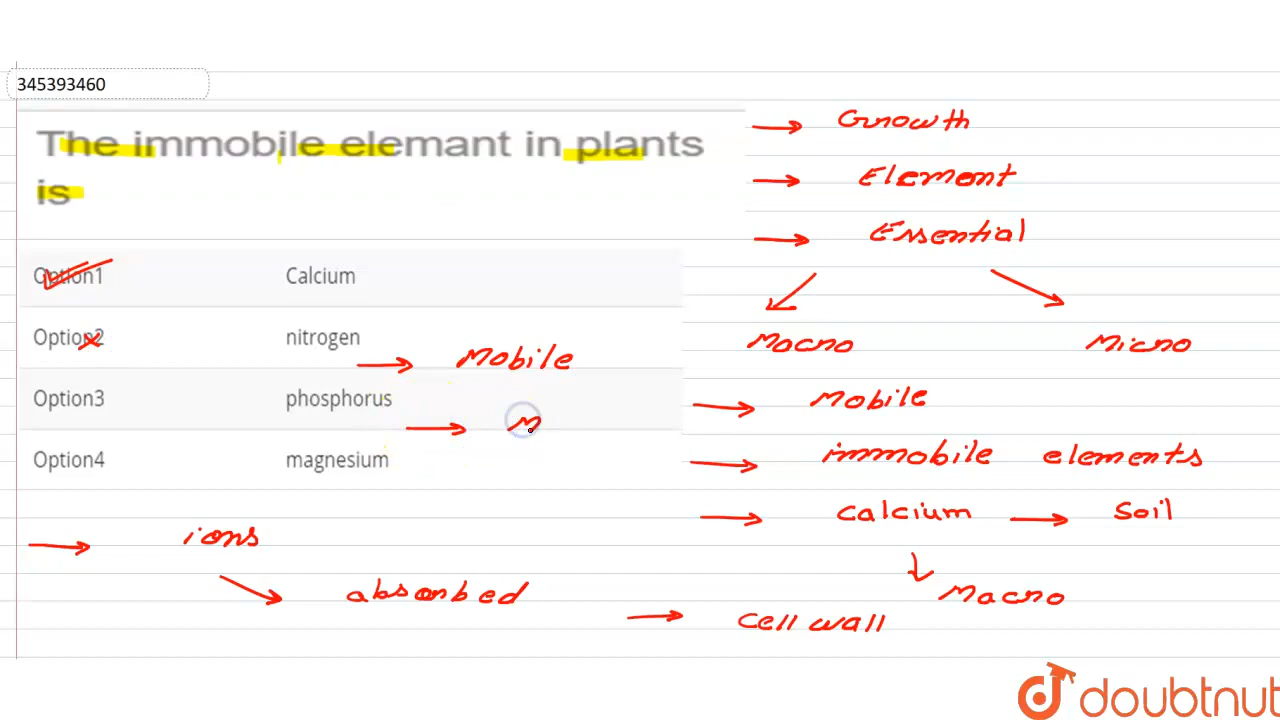 345393460
The immobile elemant in plants
is
Option1 Calcium
Option2 nitrogen
Option3 phosphorus
Option4 magnesium
→ Growth
→ Element
→ Essential
Macro Micro
→ Mobile
→ Mobile
→ M
→ immobile elements
→ calcium → Soil
→ ions
↓ Macro
absorbed
→ Cell wall
doubtnut